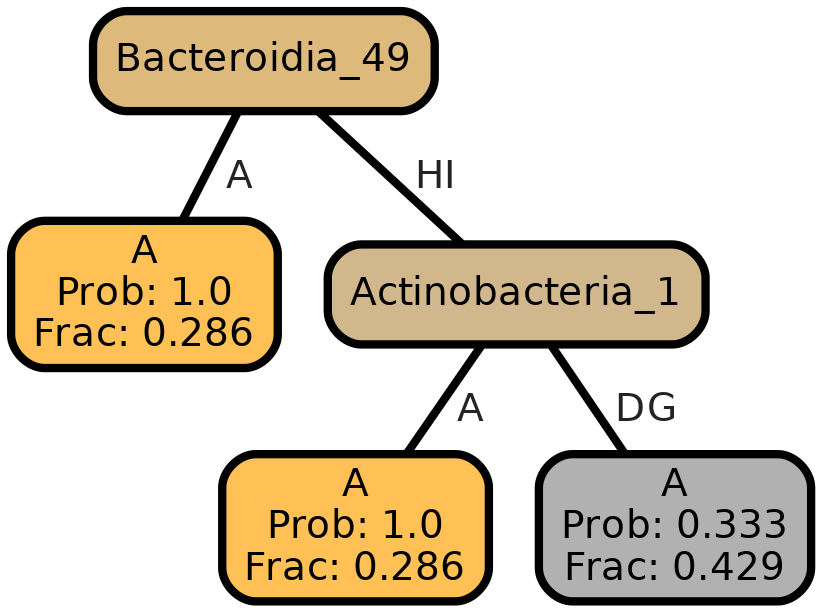 Bacteroidia_49
A
HI
A
Prob: 1.0
Frac: 0.286
Actinobacteria_1
A
DG
A
Prob: 1.0
Frac: 0.286
A
Prob: 0.333
Frac: 0.429